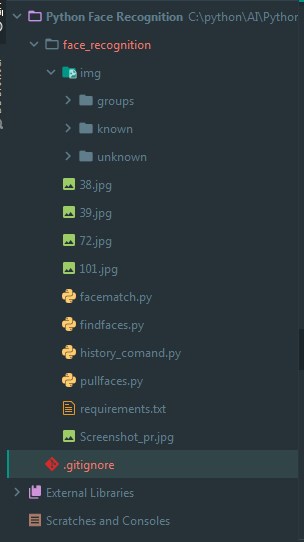 Python Face Recognition C:\python\AI\Python
face_recognition
img
groups
known
unknown
38.jpg
39.jpg
72.jpg
101.jpg
facematch.py
findfaces.py
history_comand.py
pullfaces.py
requirements.txt
Screenshot_pr.jpg
.gitignore
External Libraries
Scratches and Consoles